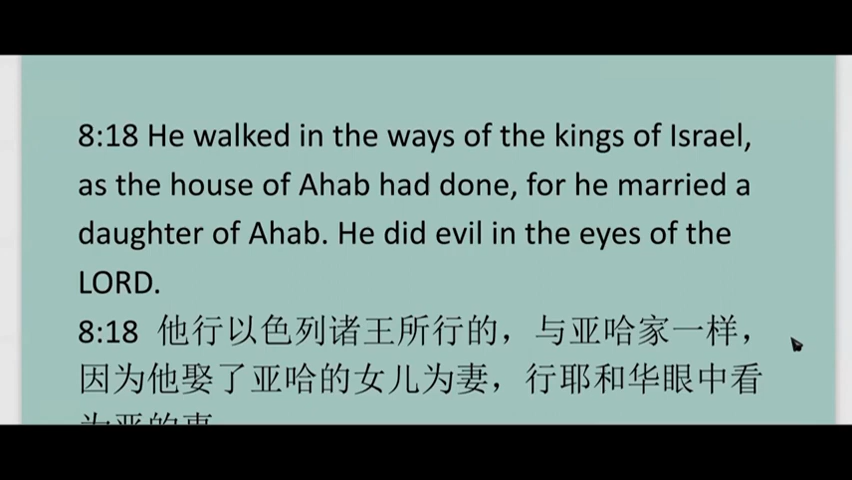 8:18 He walked in the ways of the kings of Israel,
as the house of Ahab had done, for he married a
daughter of Ahab. He did evil in the eyes of the
LORD.
8:18 他行以色列诸王所行的，与亚哈家一样，
因为他娶了亚哈的女儿为妻，行耶和华眼中看